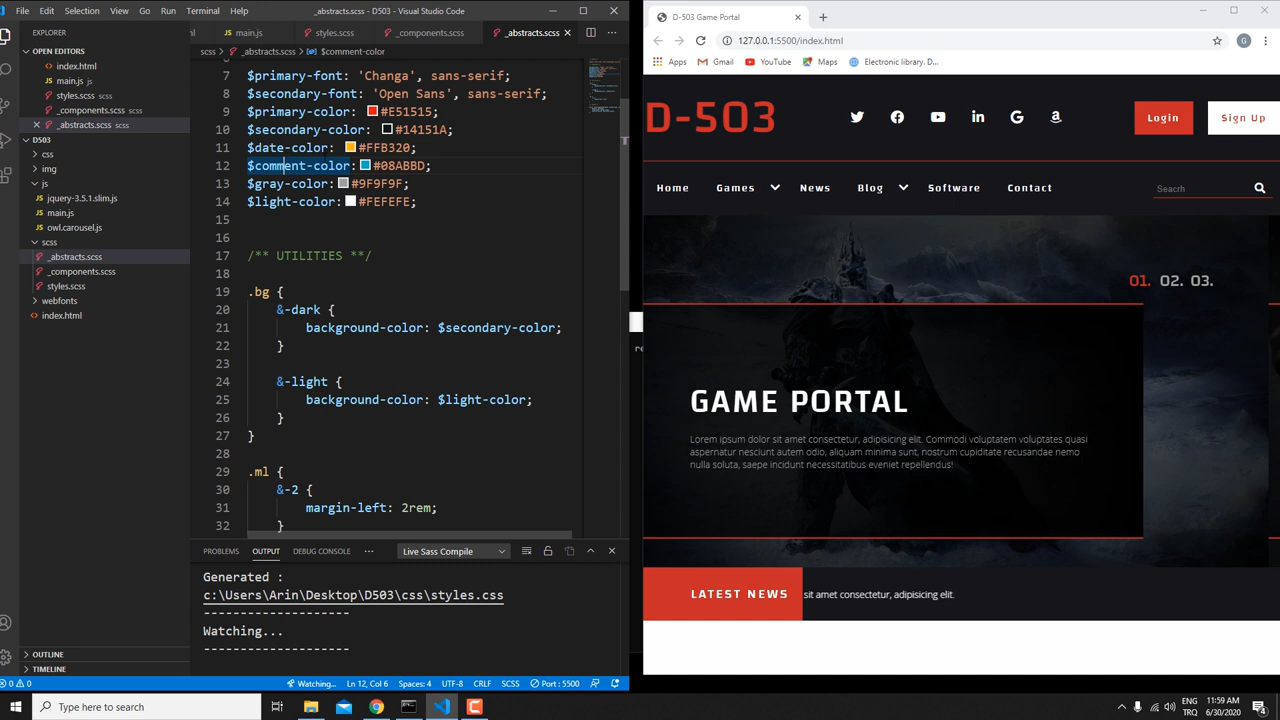 File Edit Selection View Go Run Terminal Help _abstracts.scss - D503 - Visual Studio Code
EXPLORER
OPEN EDITORS
index.html
main.js js
styles.scss scss
_components.scss scss
_abstracts.scss scss
D503
css
img
js
jquery-3.5.1.slim.js
main.js
owl.carousel.js
scss
_abstracts.scss
_components.scss
styles.scss
webfonts
index.html
OUTLINE
TIMELINE
main.js styles.scss _components.scss _abstracts.scss
scss > _abstracts.scss > $comment-color
7 $primary-font: 'Changa', sans-serif;
8 $secondary-font: 'Open Sans', sans-serif;
9 $primary-color: #E51515;
10 $secondary-color: #14151A;
11 $date-color: #FFB320;
12 $comment-color: #08ABBD;
13 $gray-color: #9F9F9F;
14 $light-color: #FEFEFE;
15
16
17 /** UTILITIES **/
18
19 .bg {
20 &-dark {
21 background-color: $secondary-color;
22 }
23
24 &-light {
25 background-color: $light-color;
26 }
27 }
28
29 .ml {
30 &-2 {
31 margin-left: 2rem;
32 }
PROBLEMS OUTPUT DEBUG CONSOLE Live Sass Compile
Generated :
c:\Users\Arin\Desktop\D503\css\styles.css
--------------------
Watching...
--------------------
0 0 Watching... Ln 12, Col 6 Spaces: 4 UTF-8 CRLF SCSS Port : 5500
D-503 Game Portal
127.0.0.1:5500/index.html G
Apps Gmail YouTube Maps Electronic library. D...
D-503 Login Sign Up
Home Games News Blog Software Contact Seacrh
01. 02. 03.
GAME PORTAL
Lorem ipsum dolor sit amet consectetur, adipisicing elit. Commodi voluptatem voluptates quasi
aspernatur nesciunt autem odio, aliquam minima sunt, nostrum cupiditate recusandae nemo
nulla soluta, saepe incidunt necessitatibus eveniet repellendus!
LATEST NEWS sit amet consectetur, adipisicing elit.
Type here to search
ENG 11:59 AM
TRQ 6/30/2020
4